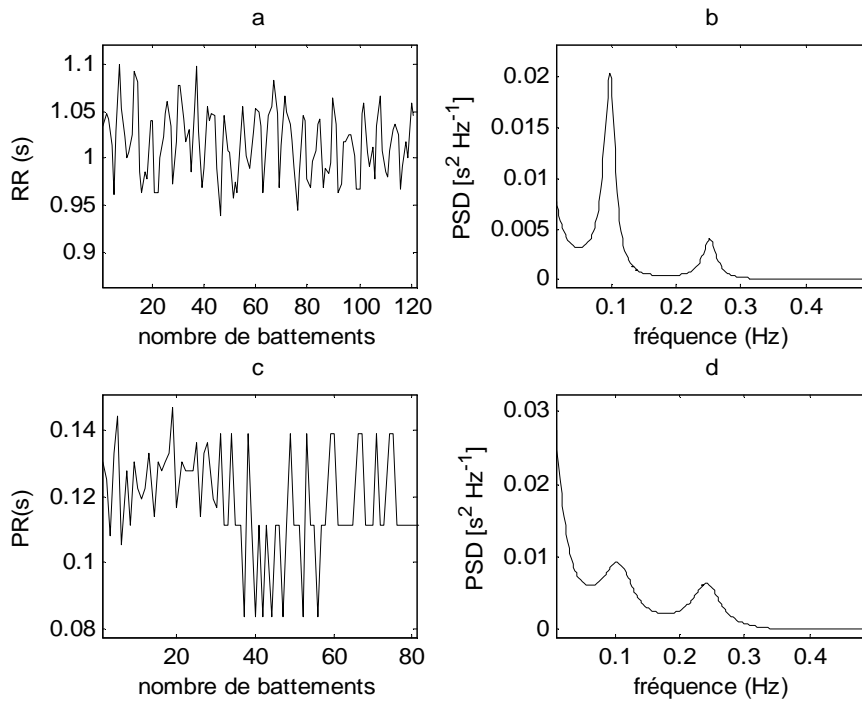 a
RR (s)
1.1
1.05
1
0.95
0.9
20 40 60 80 100 120
nombre de battements
b
PSD [s² Hz⁻¹]
0.02
0.015
0.01
0.005
0
0.1 0.2 0.3 0.4
fréquence (Hz)
c
PR(s)
0.14
0.12
0.1
0.08
20 40 60 80
nombre de battements
d
PSD [s² Hz⁻¹]
0.03
0.02
0.01
0
0.1 0.2 0.3 0.4
fréquence (Hz)